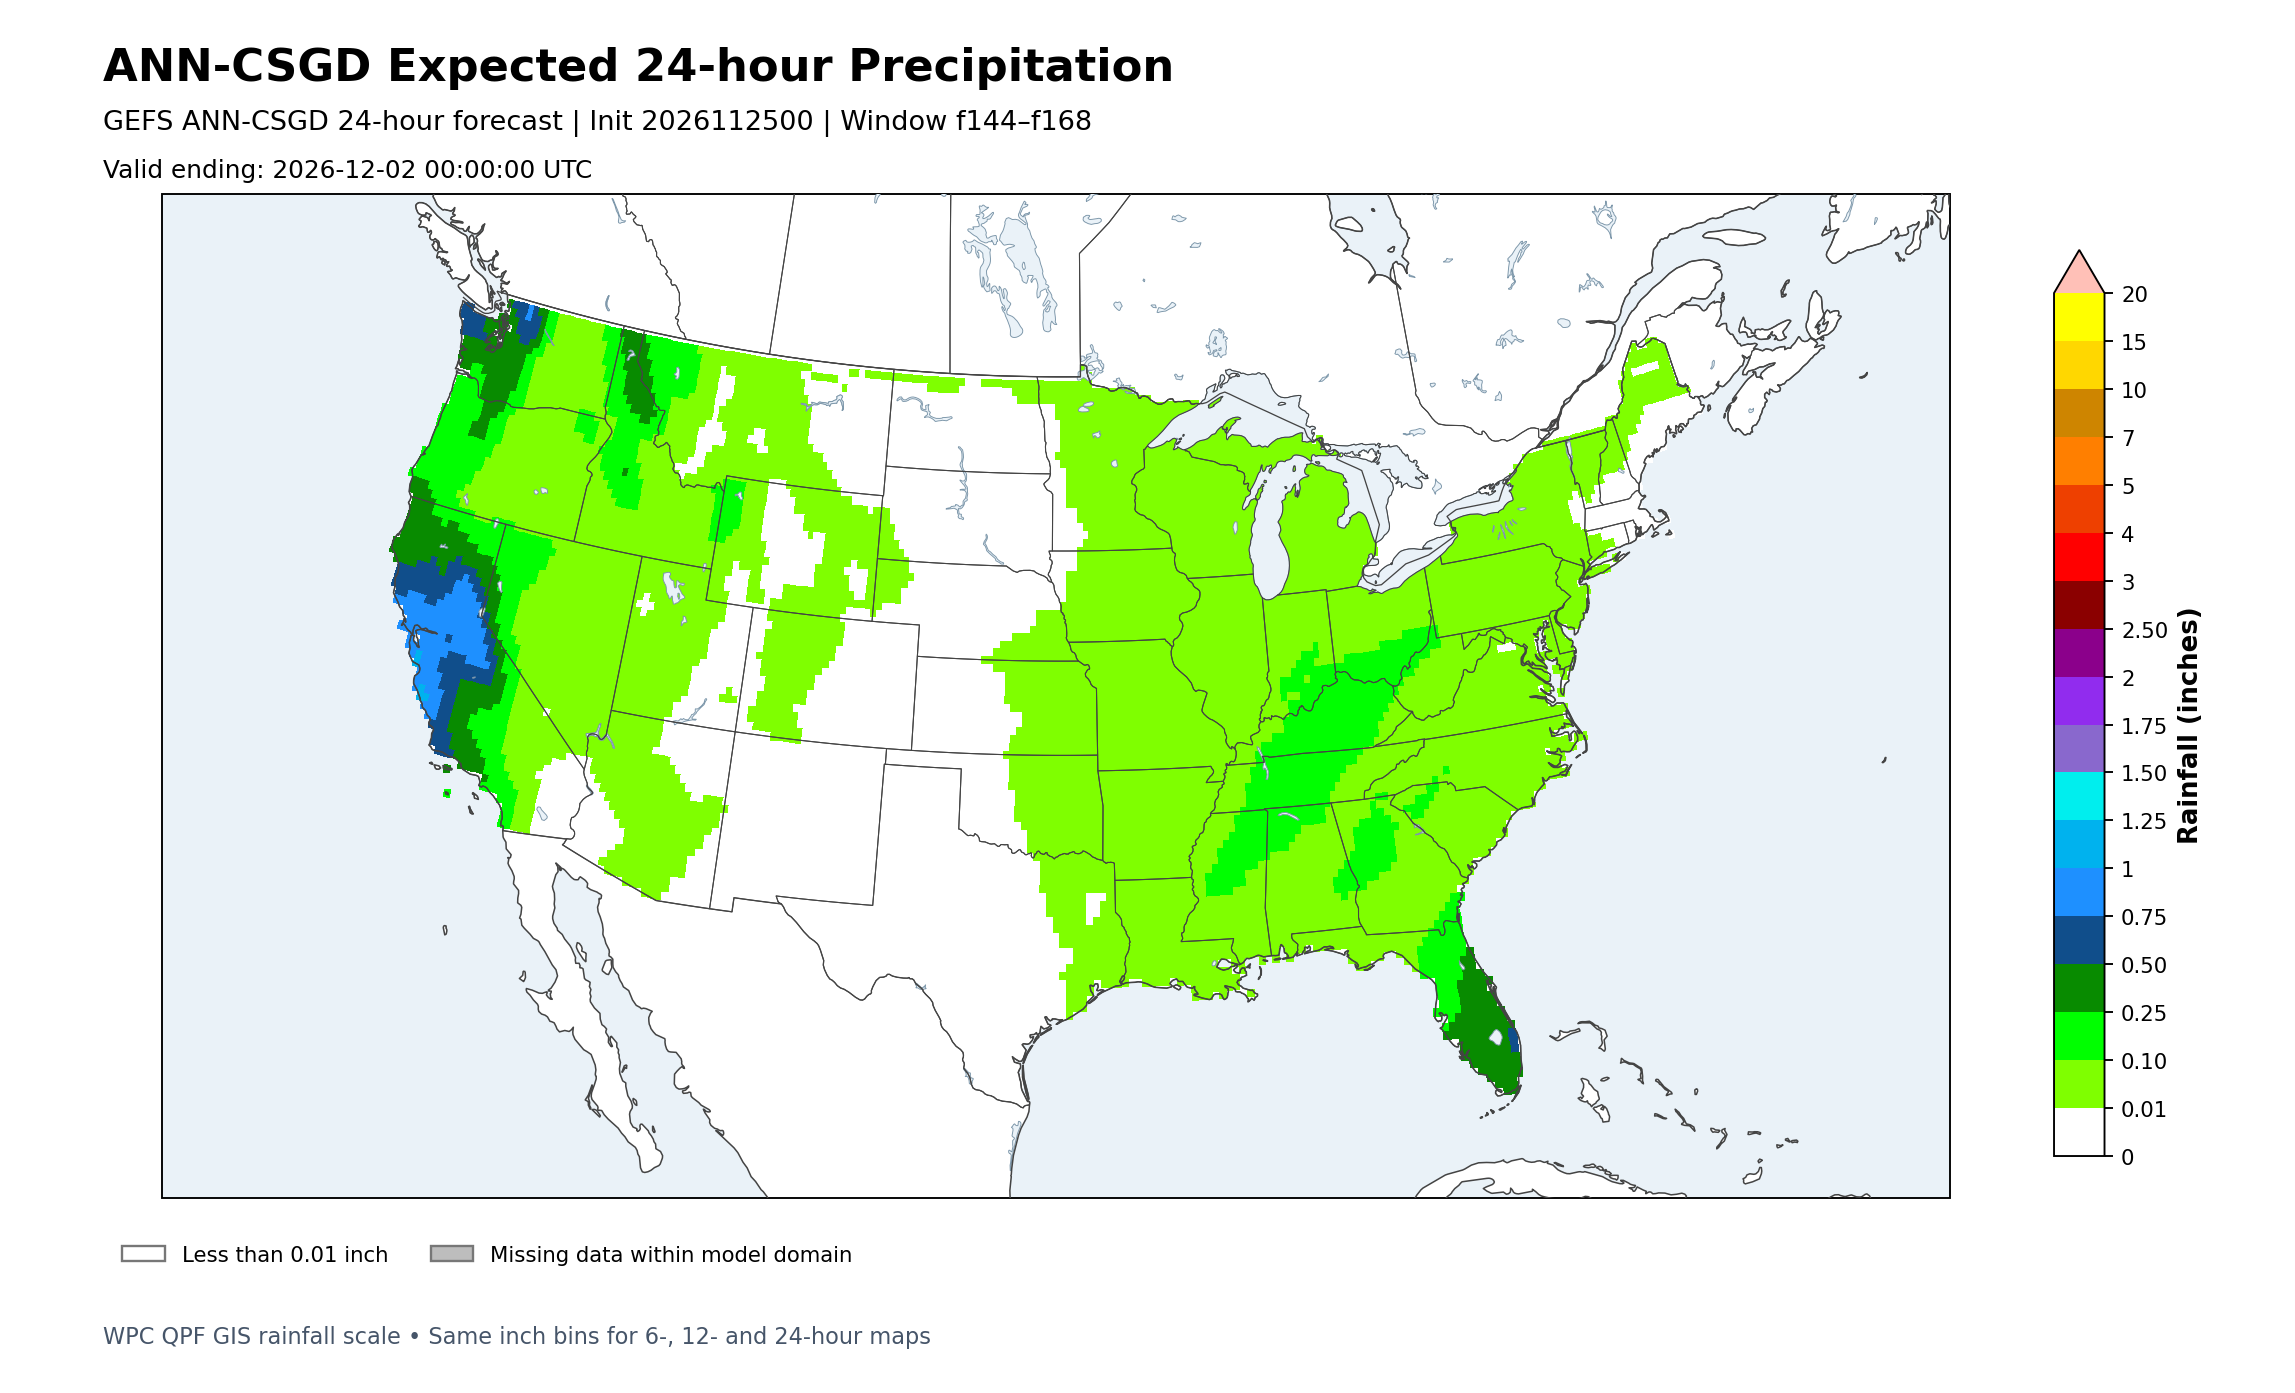 ANN-CSGD Expected 24-hour Precipitation
GEFS ANN-CSGD 24-hour forecast | Init 2026112500 | Window f144–f168
Valid ending: 2026-12-02 00:00:00 UTC
20
15
10
7
5
4
3
2.50
2
1.75
1.50
1.25
1
0.75
0.50
0.25
0.10
0.01
0
Rainfall (inches)
Less than 0.01 inch
Missing data within model domain
WPC QPF GIS rainfall scale • Same inch bins for 6-, 12- and 24-hour maps